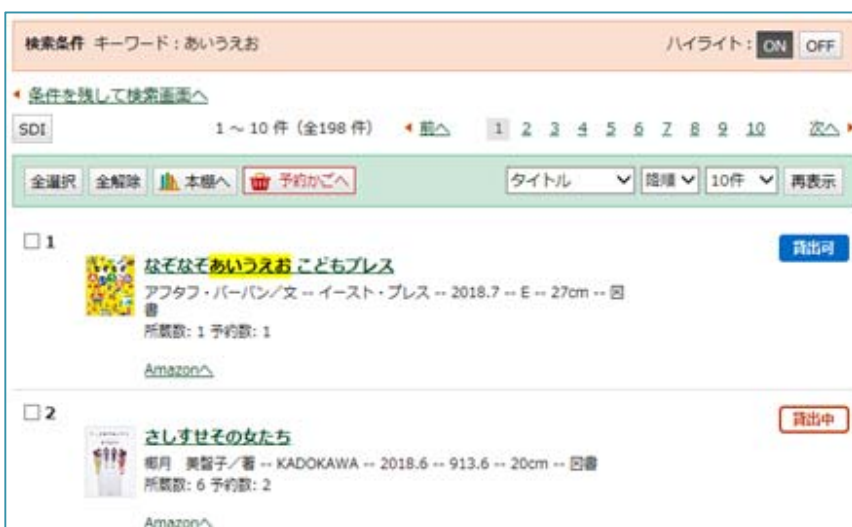 検索条件 キーワード：あいうえお ハイライト： ON OFF
条件を残して検索画面へ
SDI 1 ～ 10 件（全198 件） 前へ 1 2 3 4 5 6 7 8 9 10 次へ
全選択 全解除 本棚へ 予約かごへ タイトル 降順 10件 再表示
1 貸出可
なぞなぞあいうえお こどもプレス
アフタフ・バーバン／文 -- イースト・プレス -- 2018.7 -- E -- 27cm -- 図
書
所蔵数: 1 予約数: 1
Amazonへ
2 貸出中
さしすせその女たち
椰月 美智子／著 -- KADOKAWA -- 2018.6 -- 913.6 -- 20cm -- 図書
所蔵数: 6 予約数: 2
Amazonへ